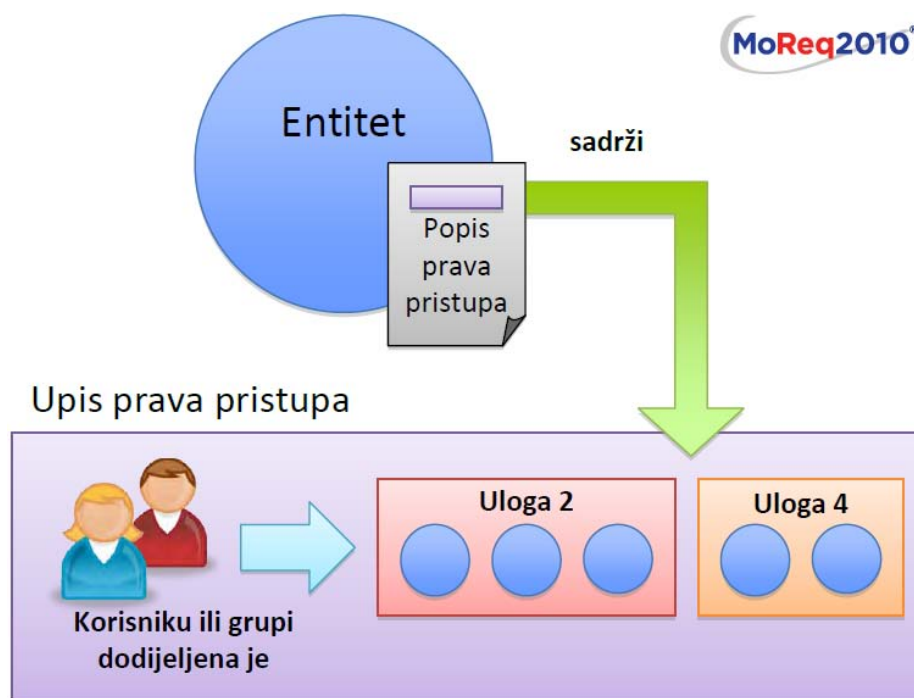 MoReq2010®
Entitet
sadrži
Popis
prava
pristupa
Upis prava pristupa
Uloga 2
Uloga 4
Korisniku ili grupi
dodijeljena je